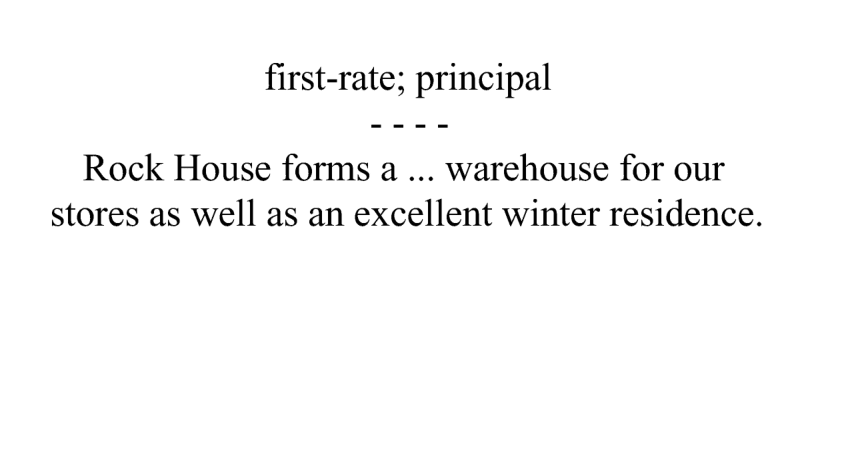 first-rate; principal
- - - -
Rock House forms a ... warehouse for our
stores as well as an excellent winter residence.